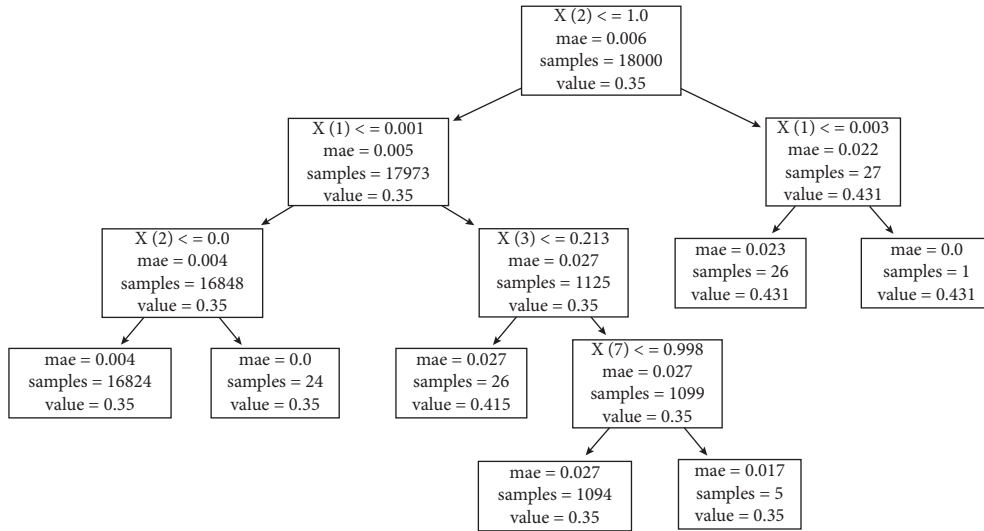 X (2) < = 1.0
mae = 0.006
samples = 18000
value = 0.35
X (1) < = 0.001
mae = 0.005
samples = 17973
value = 0.35
X (1) < = 0.003
mae = 0.022
samples = 27
value = 0.431
X (2) < = 0.0
mae = 0.004
samples = 16848
value = 0.35
X (3) < = 0.213
mae = 0.027
samples = 1125
value = 0.35
mae = 0.023
samples = 26
value = 0.431
mae = 0.0
samples = 1
value = 0.431
mae = 0.004
samples = 16824
value = 0.35
mae = 0.0
samples = 24
value = 0.35
mae = 0.027
samples = 26
value = 0.415
X (7) < = 0.998
mae = 0.027
samples = 1099
value = 0.35
mae = 0.027
samples = 1094
value = 0.35
mae = 0.017
samples = 5
value = 0.35